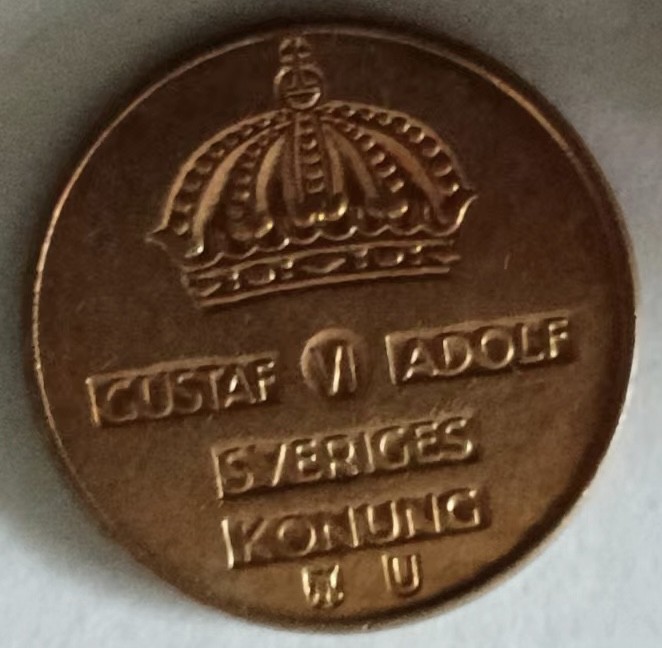 GUSTAF VI ADOLF
SVERIGES
KONUNG
U